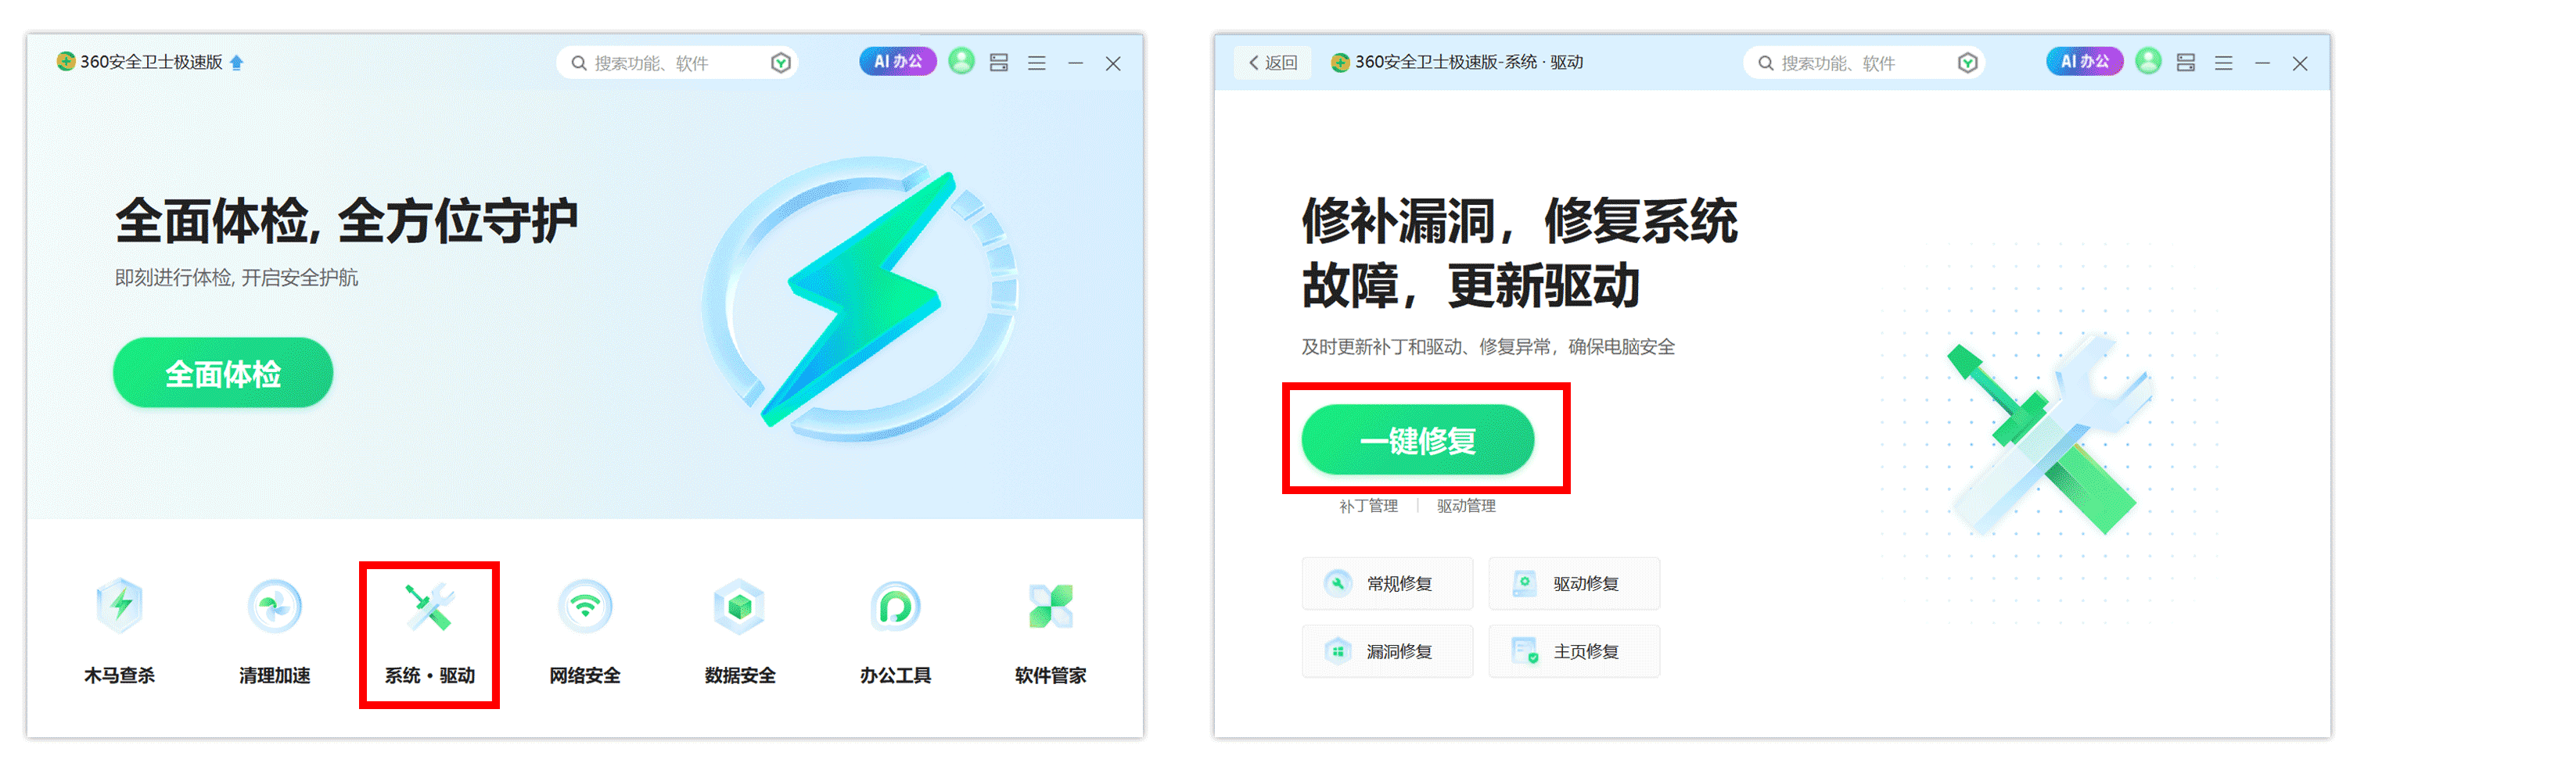 360安全卫士极速版
搜索功能、软件
AI 办公
全面体检, 全方位守护
即刻进行体检, 开启安全护航
全面体检
木马查杀
清理加速
系统·驱动
网络安全
数据安全
办公工具
软件管家
返回
360安全卫士极速版-系统·驱动
搜索功能、软件
AI 办公
修补漏洞，修复系统
故障，更新驱动
及时更新补丁和驱动、修复异常，确保电脑安全
一键修复
补丁管理
驱动管理
常规修复
驱动修复
漏洞修复
主页修复